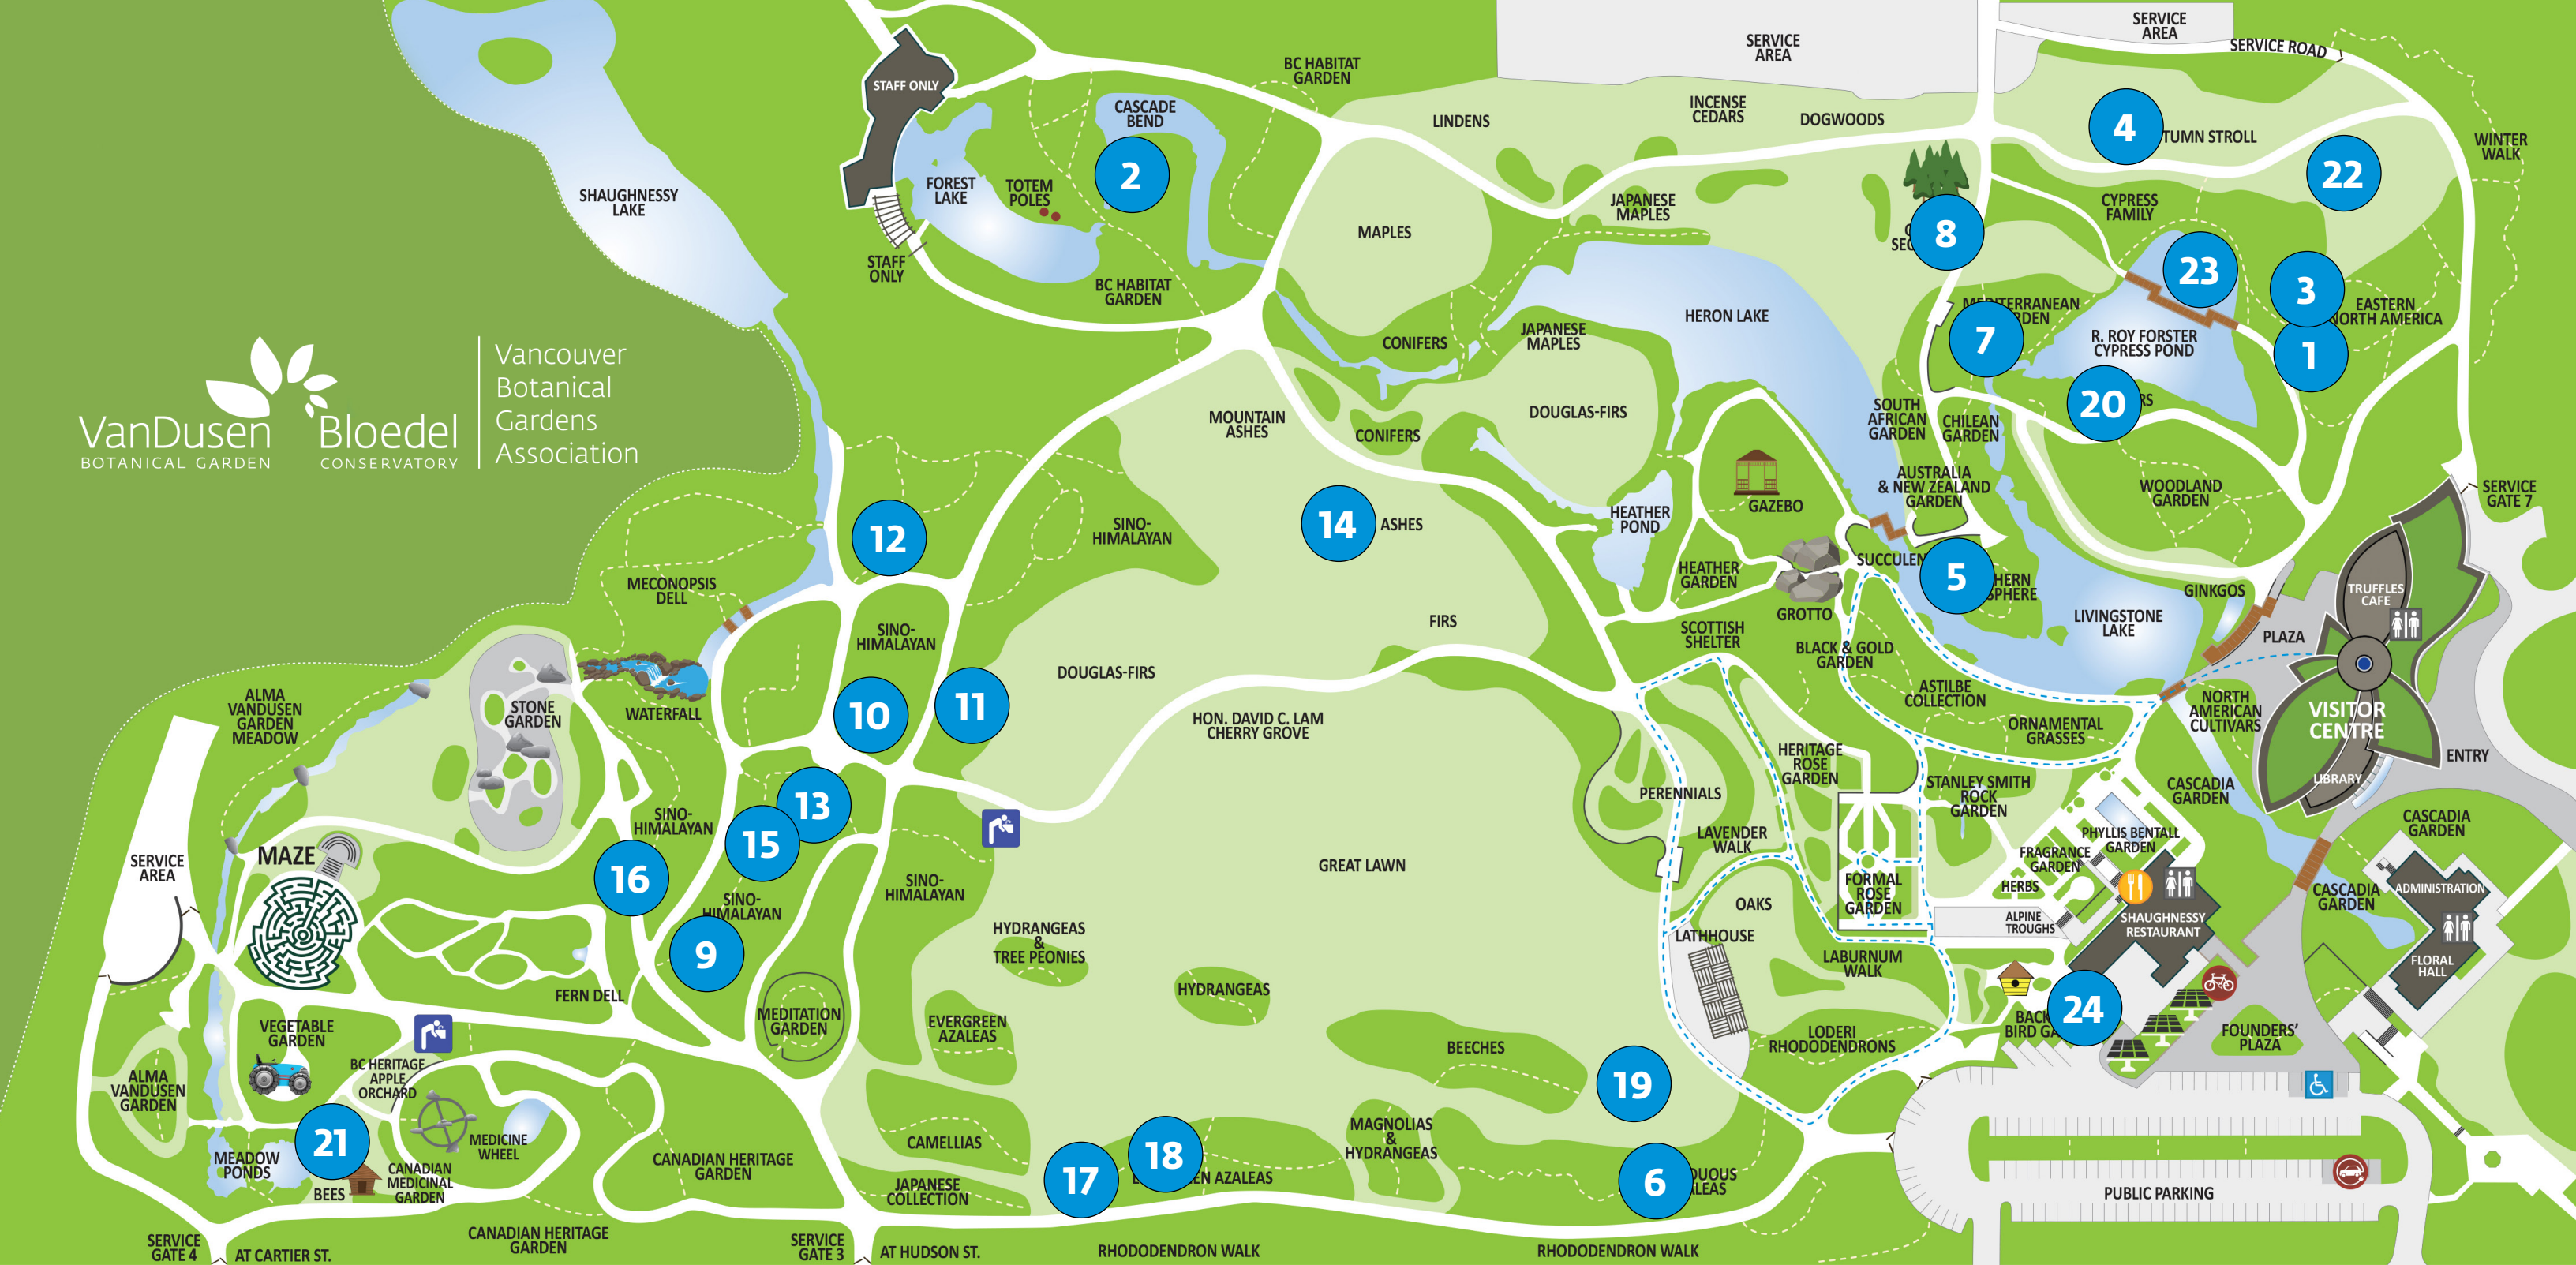 SERVICE
AREA
SERVICE ROAD
SERVICE
AREA
BC HABITAT
GARDEN
STAFF ONLY
CASCADE
BEND
INCENSE
CEDARS
LINDENS
DOGWOODS
4
TUMN STROLL
WINTER
WALK
2
22
FOREST
LAKE
TOTEM
POLES
SHAUGHNESSY
LAKE
JAPANESE
MAPLES
CYPRESS
FAMILY
MAPLES
8
STAFF
ONLY
BC HABITAT
GARDEN
23
3
HERON LAKE
MEDITERRANEAN
RDEN
7
EASTERN
NORTH AMERICA
R. ROY FORSTER
CYPRESS POND
1
CONIFERS
JAPANESE
MAPLES
VanDusen
BOTANICAL GARDEN
Bloedel
CONSERVATORY
Vancouver
Botanical
Gardens
Association
20
RS
MOUNTAIN
ASHES
CONIFERS
DOUGLAS-FIRS
SOUTH
AFRICAN
GARDEN
CHILEAN
GARDEN
AUSTRALIA
& NEW ZEALAND
GARDEN
WOODLAND
GARDEN
SERVICE
GATE 7
12
SINO-
HIMALAYAN
14
ASHES
HEATHER
POND
GAZEBO
MECONOPSIS
DELL
HEATHER
GARDEN
SUCCULEN
5
HERN
SPHERE
GROTTO
GINKGOS
TRUFFLES
CAFE
LIVINGSTONE
LAKE
PLAZA
SINO-
HIMALAYAN
FIRS
SCOTTISH
SHELTER
BLACK & GOLD
GARDEN
DOUGLAS-FIRS
ASTILBE
COLLECTION
NORTH
AMERICAN
CULTIVARS
VISITOR
CENTRE
ALMA
VANDUSEN
GARDEN
MEADOW
STONE
GARDEN
WATERFALL
10
11
HON. DAVID C. LAM
CHERRY GROVE
ORNAMENTAL
GRASSES
ENTRY
LIBRARY
HERITAGE
ROSE
GARDEN
STANLEY SMITH
ROCK
GARDEN
CASCADIA
GARDEN
CASCADIA
GARDEN
PERENNIALS
13
15
SINO-
HIMALAYAN
LAVENDER
WALK
PHYLLIS BENTALL
GARDEN
FRAGRANCE
GARDEN
MAZE
SERVICE
AREA
16
GREAT LAWN
SINO-
HIMALAYAN
FORMAL
ROSE
GARDEN
HERBS
ADMINISTRATION
CASCADIA
GARDEN
SINO-
HIMALAYAN
OAKS
ALPINE
TROUGHS
SHAUGHNESSY
RESTAURANT
9
HYDRANGEAS
&
TREE PEONIES
LATHHOUSE
LABURNUM
WALK
FLORAL
HALL
FERN DELL
HYDRANGEAS
24
BACK
BIRD GA
MEDITATION
GARDEN
EVERGREEN
AZALEAS
VEGETABLE
GARDEN
LODERI
RHODODENDRONS
FOUNDERS'
PLAZA
BEECHES
BC HERITAGE
APPLE
ORCHARD
ALMA
VANDUSEN
GARDEN
19
21
MEDICINE
WHEEL
CAMELLIAS
MAGNOLIAS
&
HYDRANGEAS
MEADOW
PONDS
BEES
CANADIAN
MEDICINAL
GARDEN
CANADIAN HERITAGE
GARDEN
17
18
EN AZALEAS
6
DUOUS
LEAS
JAPANESE
COLLECTION
PUBLIC PARKING
SERVICE
GATE 4
AT CARTIER ST.
CANADIAN HERITAGE
GARDEN
SERVICE
GATE 3
AT HUDSON ST.
RHODODENDRON WALK
RHODODENDRON WALK